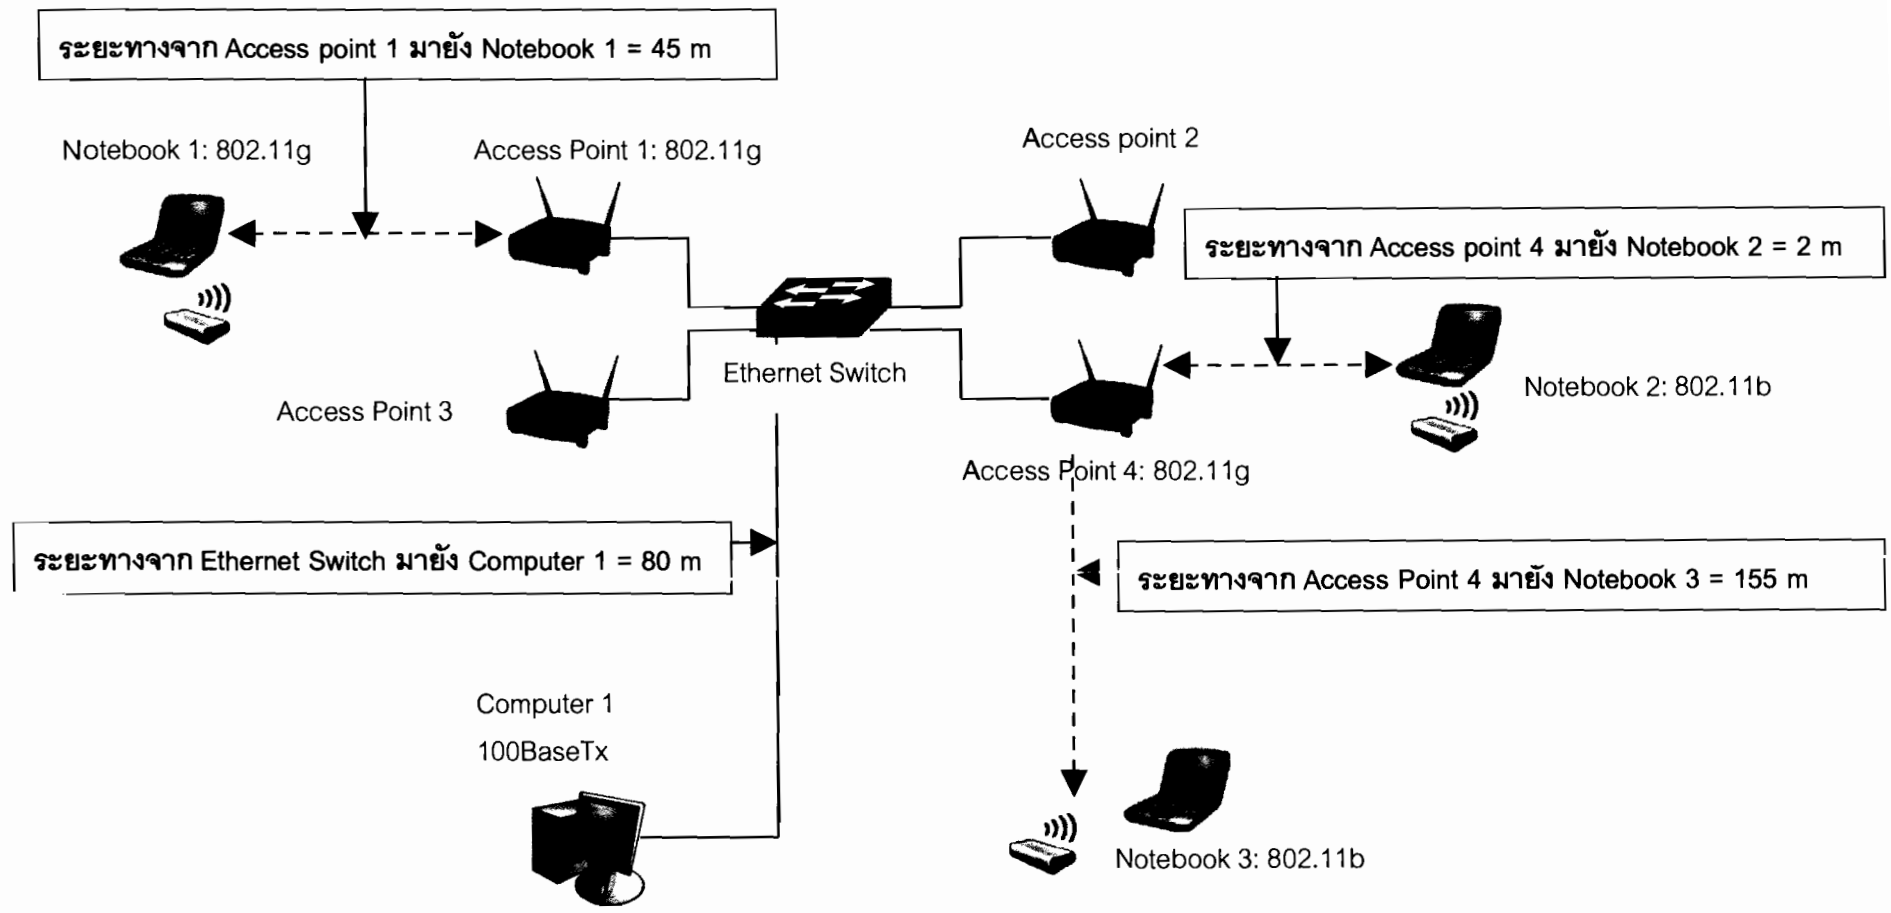 ระยะทางจาก Access point 1 มายัง Notebook 1 = 45 m
Notebook 1: 802.11g
Access Point 1: 802.11g
Access point 2
ระยะทางจาก Access point 4 มายัง Notebook 2 = 2 m
Ethernet Switch
Notebook 2: 802.11b
Access Point 3
Access Point 4: 802.11g
ระยะทางจาก Ethernet Switch มายัง Computer 1 = 80 m
ระยะทางจาก Access Point 4 มายัง Notebook 3 = 155 m
Computer 1
100BaseTx
Notebook 3: 802.11b